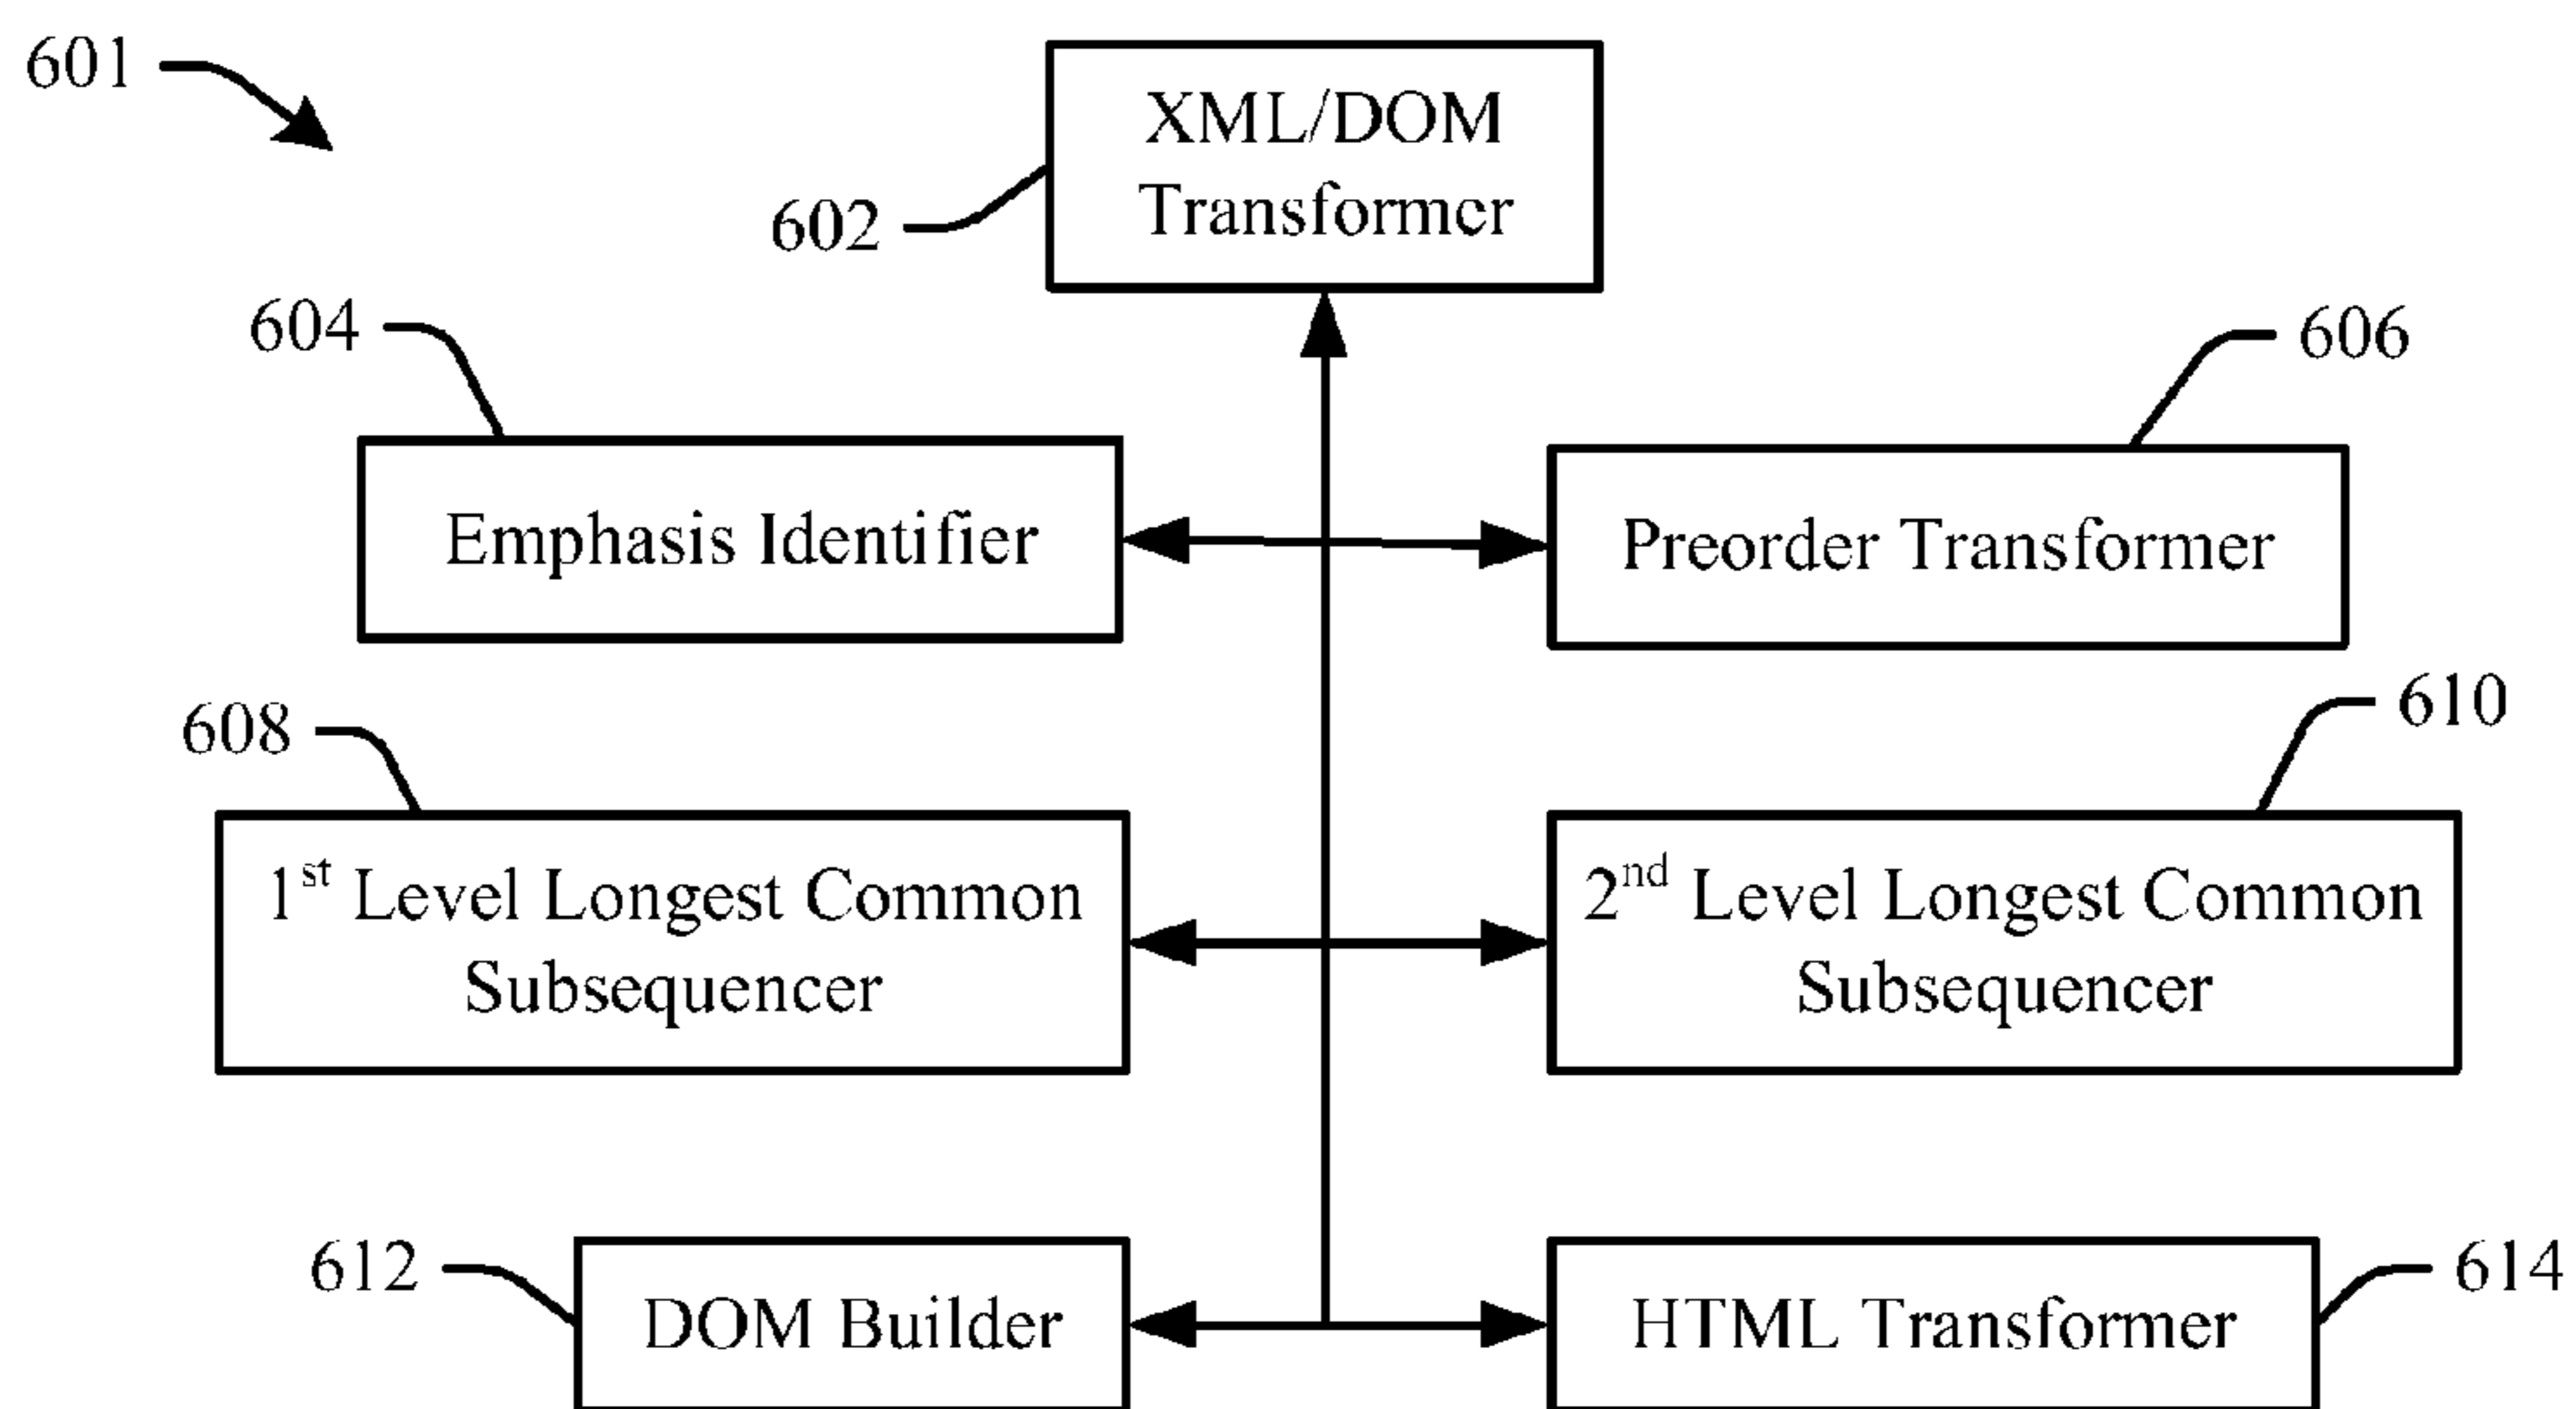 601
XML/DOM
Transformer
602
604
606
Emphasis Identifier
Preorder Transformer
608
610
1st Level Longest Common
Subsequencer
2nd Level Longest Common
Subsequencer
612
614
DOM Builder
HTML Transformer